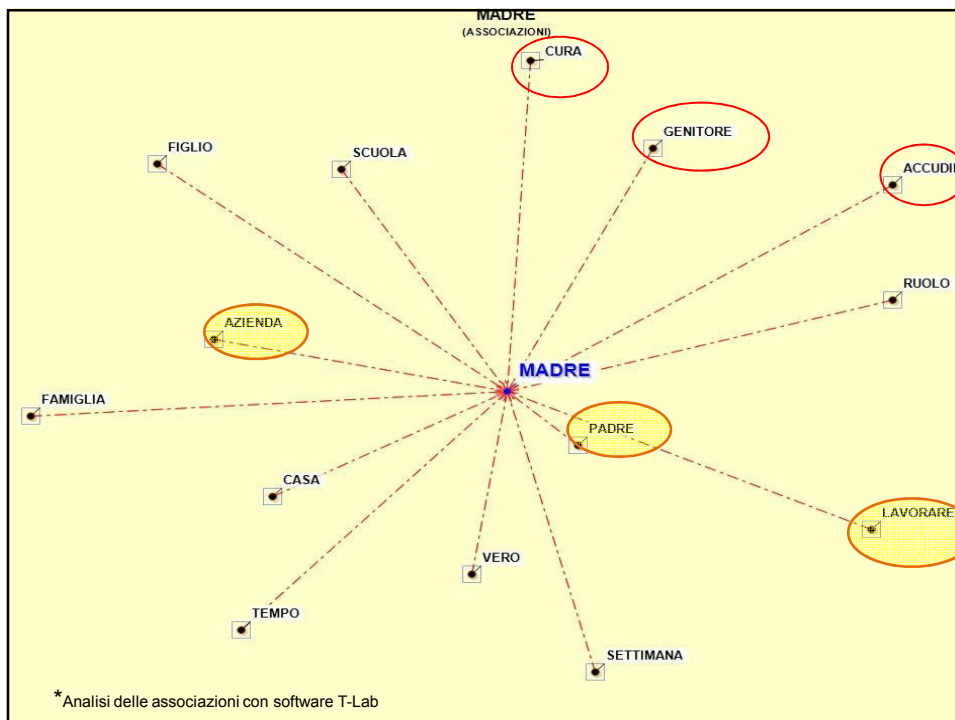 MADRE
(ASSOCIAZIONI)
CURA
GENITORE
FIGLIO
SCUOLA
ACCUDI
RUOLO
AZIENDA
MADRE
FAMIGLIA
PADRE
CASA
LAVORARE
VERO
TEMPO
SETTIMANA
*Analisi delle associazioni con software T-Lab